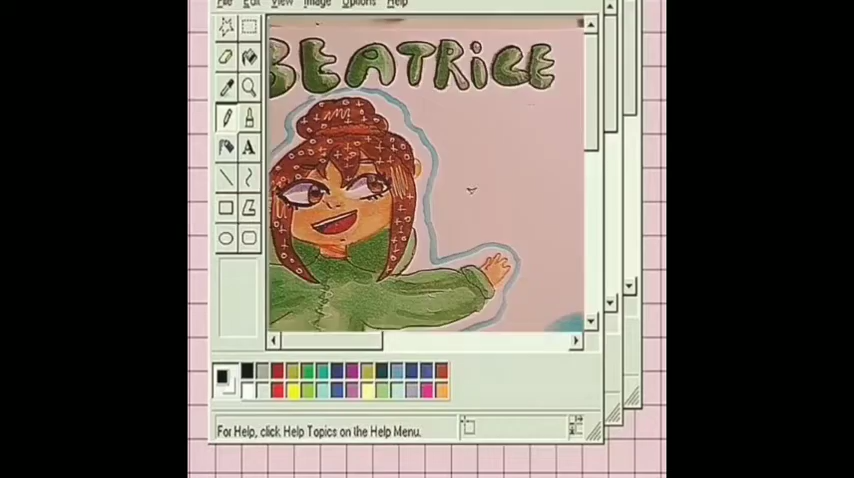 File Edit View Image Options Help
BEATRICE
A
For Help, click Help Topics on the Help Menu.